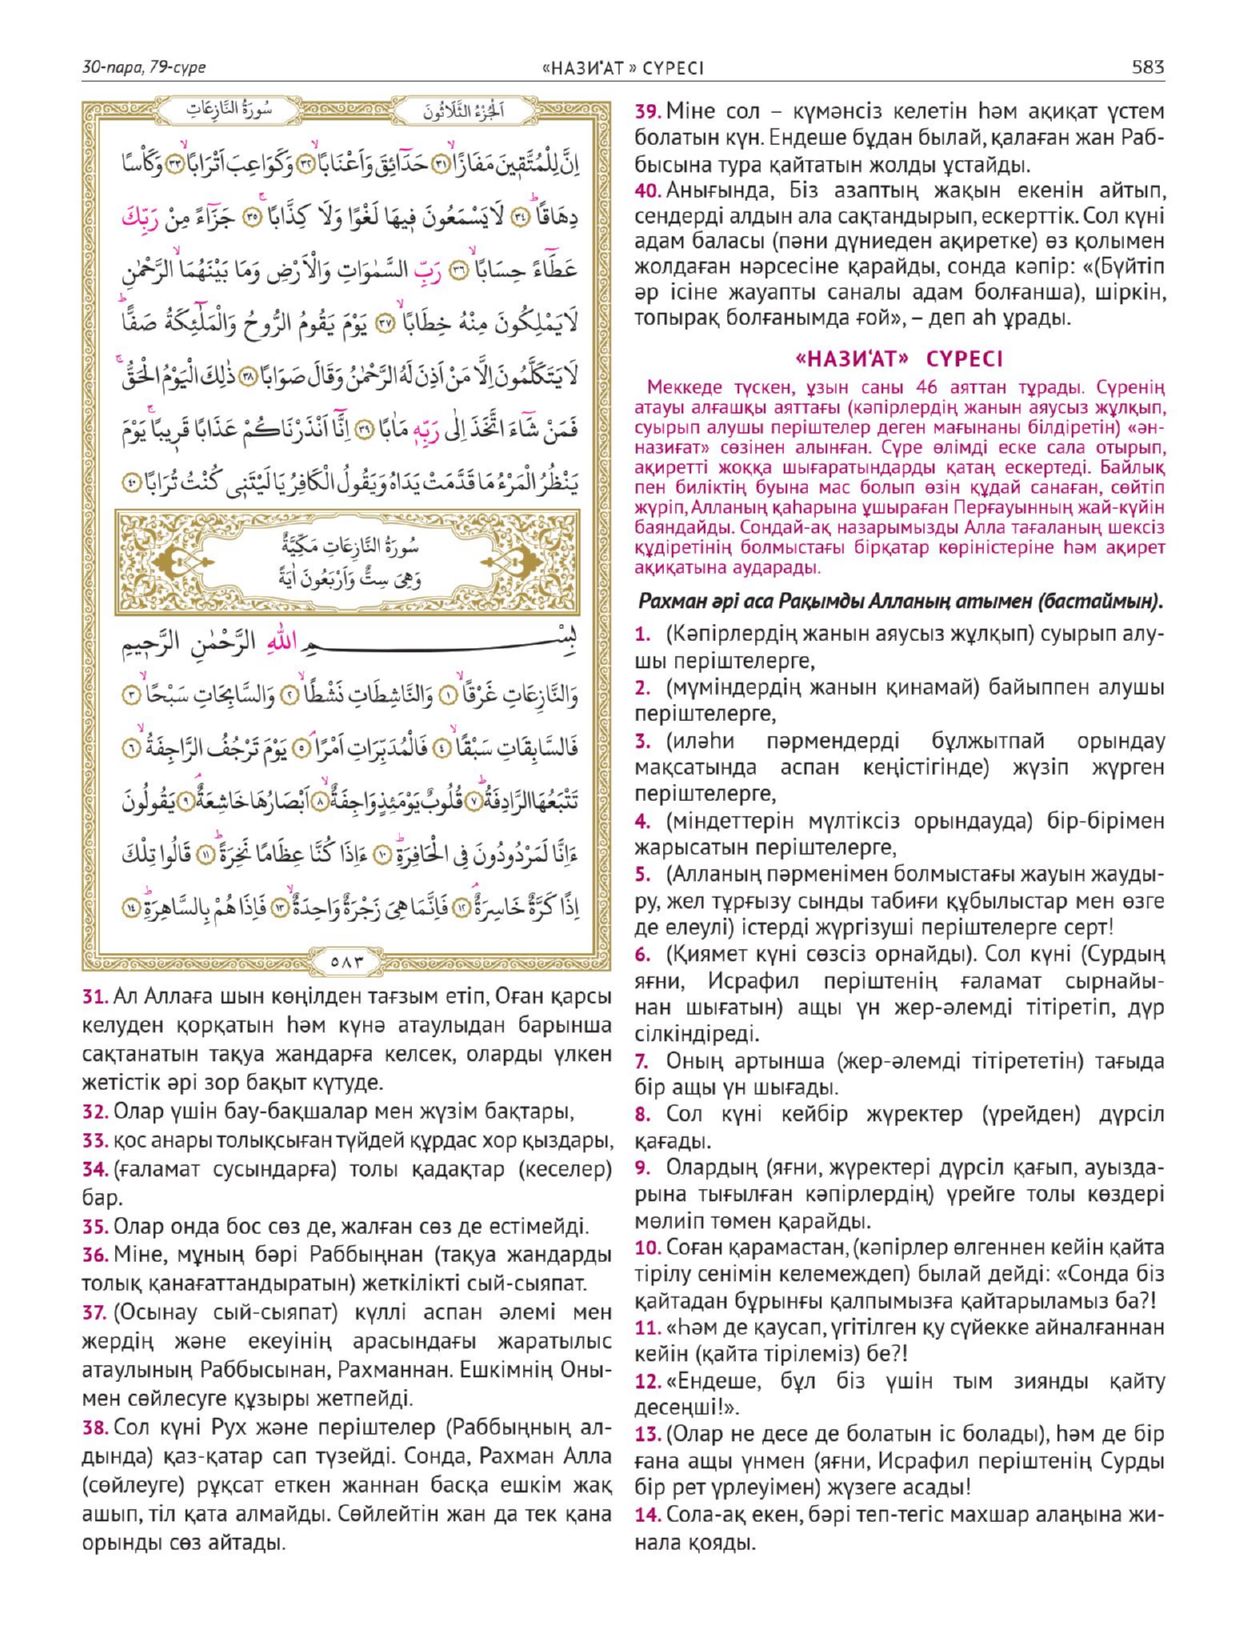 30-пара, 79-сүре
«НАЗИ‘АТ » СҮРЕСІ
583
سُورَةُ النَّازِعَاتِ
اَلْجُزْءُ الثَّلَاثُونَ
اِنَّ لِلْمُتَّق۪ينَ مَفَازًاۙ ﴿٣١﴾ حَدَٓائِقَ وَاَعْنَابًاۙ ﴿٣٢﴾ وَكَوَاعِبَ اَتْرَابًاۙ ﴿٣٣﴾ وَكَأْسًا
دِهَاقًاۜ ﴿٣٤﴾ لَا يَسْمَعُونَ ف۪يهَا لَغْوًا وَلَا كِذَّابًاۚ ﴿٣٥﴾ جَزَٓاءً مِنْ رَبِّكَ
عَطَٓاءً حِسَابًاۙ ﴿٣٦﴾ رَبِّ السَّمٰوَاتِ وَالْاَرْضِ وَمَا بَيْنَهُمَاۙ الرَّحْمٰنِ
لَا يَمْلِكُونَ مِنْهُ خِطَابًاۙ ﴿٣٧﴾ يَوْمَ يَقُومُ الرُّوحُ وَالْمَلٰٓئِكَةُ صَفًّاۜ
لَا يَتَكَلَّمُونَ اِلَّا مَنْ اَذِنَ لَهُ الرَّحْمٰنُ وَقَالَ صَوَابًا ﴿٣٨﴾ ذٰلِكَ الْيَوْمُ الْحَقُّۚ
فَمَنْ شَٓاءَ اتَّخَذَ اِلٰى رَبِّه۪ مَاٰبًا ﴿٣٩﴾ اِنَّٓا اَنْذَرْنَاكُمْ عَذَابًا قَر۪يبًاۚ يَوْمَ
يَنْظُرُ الْمَرْءُ مَا قَدَّمَتْ يَدَاهُ وَيَقُولُ الْكَافِرُ يَا لَيْتَن۪ي كُنْتُ تُرَابًا ﴿٤٠﴾
سُورَةُ النَّازِعَاتِ مَكِّيَّةٌ
وَهِيَ سِتٌّ وَاَرْبَعُونَ اٰيَةً
بِسْمِ اللّٰهِ الرَّحْمٰنِ الرَّح۪يمِ
وَالنَّازِعَاتِ غَرْقًاۙ ﴿١﴾ وَالنَّاشِطَاتِ نَشْطًاۙ ﴿٢﴾ وَالسَّابِحَاتِ سَبْحًاۙ ﴿٣﴾
فَالسَّابِقَاتِ سَبْقًاۙ ﴿٤﴾ فَالْمُدَبِّرَاتِ اَمْرًاۢ ﴿٥﴾ يَوْمَ تَرْجُفُ الرَّاجِفَةُۙ ﴿٦﴾
تَتْبَعُهَا الرَّادِفَةُۜ ﴿٧﴾ قُلُوبٌ يَوْمَئِذٍ وَاجِفَةٌۙ ﴿٨﴾ اَبْصَارُهَا خَاشِعَةٌۢ ﴿٩﴾ يَقُولُونَ
ءَاِنَّا لَمَرْدُودُونَ فِي الْحَافِرَةِۜ ﴿١٠﴾ ءَاِذَا كُنَّا عِظَامًا نَخِرَةًۜ ﴿١١﴾ قَالُوا تِلْكَ
اِذًا كَرَّةٌ خَاسِرَةٌۢ ﴿١٢﴾ فَاِنَّمَا هِيَ زَجْرَةٌ وَاحِدَةٌۙ ﴿١٣﴾ فَاِذَا هُمْ بِالسَّاهِرَةِۜ ﴿١٤﴾
٥٨٣
31. Ал Аллаға шын көңілден тағзым етіп, Оған қарсы
келуден қорқатын һәм күнә атаулыдан барынша
сақтанатын тақуа жандарға келсек, оларды үлкен
жетістік әрі зор бақыт күтуде.
32. Олар үшін бау-бақшалар мен жүзім бақтары,
33. қос анары толықсыған түйдей құрдас хор қыздары,
34. (ғаламат сусындарға) толы қадақтар (кеселер)
бар.
35. Олар онда бос сөз де, жалған сөз де естімейді.
36. Міне, мұның бәрі Раббыңнан (тақуа жандарды
толық қанағаттандыратын) жеткілікті сый-сыяпат.
37. (Осынау сый-сыяпат) күллі аспан әлемі мен
жердің және екеуінің арасындағы жаратылыс
атаулының Раббысынан, Рахманнан. Ешкімнің Оны-
мен сөйлесуге құзыры жетпейді.
38. Сол күні Рух және періштелер (Раббыңның ал-
дында) қаз-қатар сап түзейді. Сонда, Рахман Алла
(сөйлеуге) рұқсат еткен жаннан басқа ешкім жақ
ашып, тіл қата алмайды. Сөйлейтін жан да тек қана
орынды сөз айтады.
39. Міне сол – күмәнсіз келетін һәм ақиқат үстем
болатын күн. Ендеше бұдан былай, қалаған жан Раб-
бысына тура қайтатын жолды ұстайды.
40. Анығында, Біз азаптың жақын екенін айтып,
сендерді алдын ала сақтандырып, ескерттік. Сол күні
адам баласы (пәни дүниеден ақиретке) өз қолымен
жолдаған нәрсесіне қарайды, сонда кәпір: «(Бүйтіп
әр ісіне жауапты саналы адам болғанша), шіркін,
топырақ болғанымда ғой», – деп аһ ұрады.
«НАЗИ‘АТ» СҮРЕСІ
Меккеде түскен, ұзын саны 46 аяттан тұрады. Сүренің
атауы алғашқы аяттағы (кәпірлердің жанын аяусыз жұлқып,
суырып алушы періштелер деген мағынаны білдіретін) «ән-
назиғат» сөзінен алынған. Сүре өлімді еске сала отырып,
ақиретті жоққа шығаратындарды қатаң ескертеді. Байлық
пен биліктің буына мас болып өзін құдай санаған, сөйтіп
жүріп, Алланың қаһарына ұшыраған Перғауынның жай-күйін
баяндайды. Сондай-ақ назарымызды Алла тағаланың шексіз
құдіретінің болмыстағы бірқатар көріністеріне һәм ақирет
ақиқатына аударады.
Рахман әрі аса Рақымды Алланың атымен (бастаймын).
1. (Кәпірлердің жанын аяусыз жұлқып) суырып алу-
шы періштелерге,
2. (мүміндердің жанын қинамай) байыппен алушы
періштелерге,
3. (иләһи пәрмендерді бұлжытпай орындау
мақсатында аспан кеңістігінде) жүзіп жүрген
періштелерге,
4. (міндеттерін мүлтіксіз орындауда) бір-бірімен
жарысатын періштелерге,
5. (Алланың пәрменімен болмыстағы жауын жауды-
ру, жел тұрғызу сынды табиғи құбылыстар мен өзге
де елеулі) істерді жүргізуші періштелерге серт!
6. (Қиямет күні сөзсіз орнайды). Сол күні (Сурдың
яғни, Исрафил періштенің ғаламат сырнайы-
нан шығатын) ащы үн жер-әлемді тітіретіп, дүр
сілкіндіреді.
7. Оның артынша (жер-әлемді тітірететін) тағыда
бір ащы үн шығады.
8. Сол күні кейбір жүректер (үрейден) дүрсіл
қағады.
9. Олардың (яғни, жүректері дүрсіл қағып, ауызда-
рына тығылған кәпірлердің) үрейге толы көздері
мөлиіп төмен қарайды.
10. Соған қарамастан, (кәпірлер өлгеннен кейін қайта
тірілу сенімін келемеждеп) былай дейді: «Сонда біз
қайтадан бұрынғы қалпымызға қайтарыламыз ба?!
11. «Һәм де қаусап, үгітілген қу сүйекке айналғаннан
кейін (қайта тірілеміз) бе?!
12. «Ендеше, бұл біз үшін тым зиянды қайту
десеңші!».
13. (Олар не десе де болатын іс болады), һәм де бір
ғана ащы үнмен (яғни, Исрафил періштенің Сурды
бір рет үрлеуімен) жүзеге асады!
14. Сола-ақ екен, бәрі теп-тегіс махшар алаңына жи-
нала қояды.